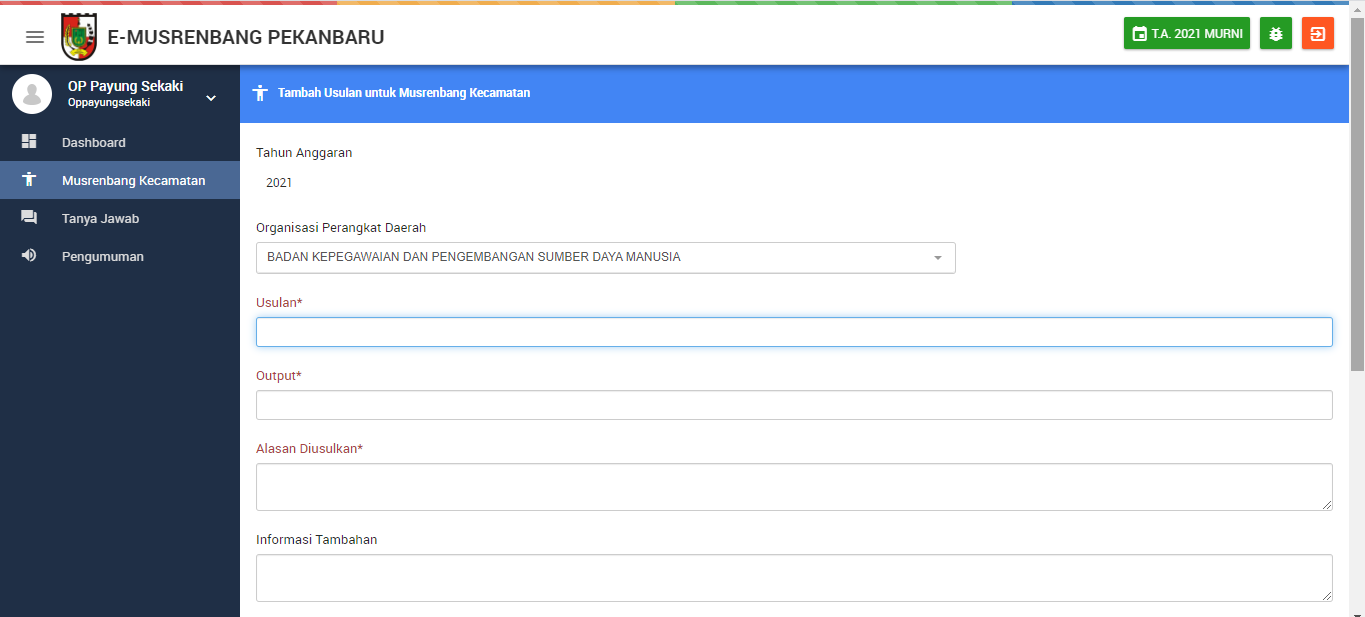 E-MUSRENBANG PEKANBARU
T.A. 2021 MURNI
OP Payung Sekaki
Oppayungsekaki
Dashboard
Musrenbang Kecamatan
Tanya Jawab
Pengumuman
Tambah Usulan untuk Musrenbang Kecamatan
Tahun Anggaran
2021
Organisasi Perangkat Daerah
BADAN KEPEGAWAIAN DAN PENGEMBANGAN SUMBER DAYA MANUSIA
Usulan*
Output*
Alasan Diusulkan*
Informasi Tambahan